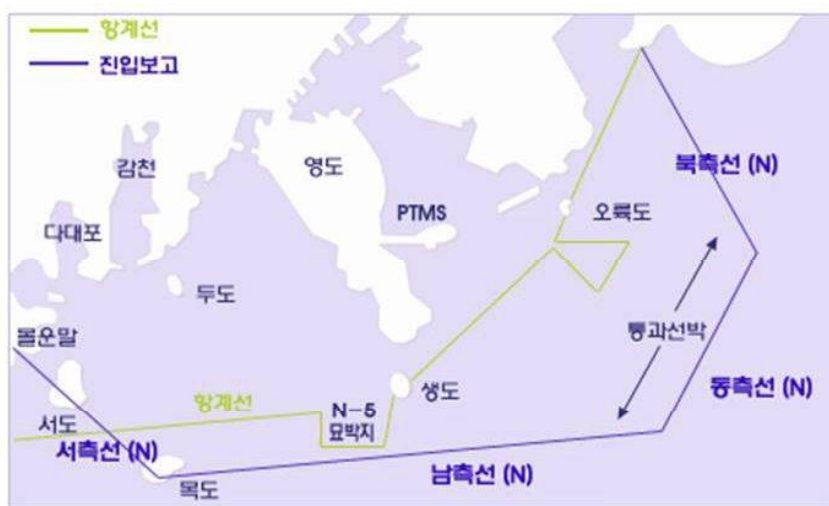 항계선
진입보고
북측선 (N)
감천
영도
PTMS
오륙도
다대포
두도
통과선박
몰운말
생도
동측선 (N)
항계선
N-5
묘박지
서도
서측선 (N)
남측선 (N)
목도